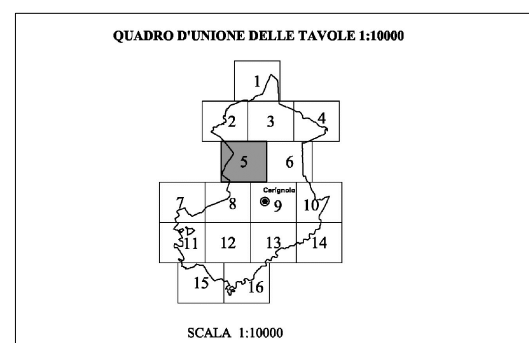 QUADRO D'UNIONE DELLE TAVOLE 1:10000
1
2 3 4
5 6
Cerignola
7 8 9 10
11 12 13 14
15 16
SCALA 1:10000